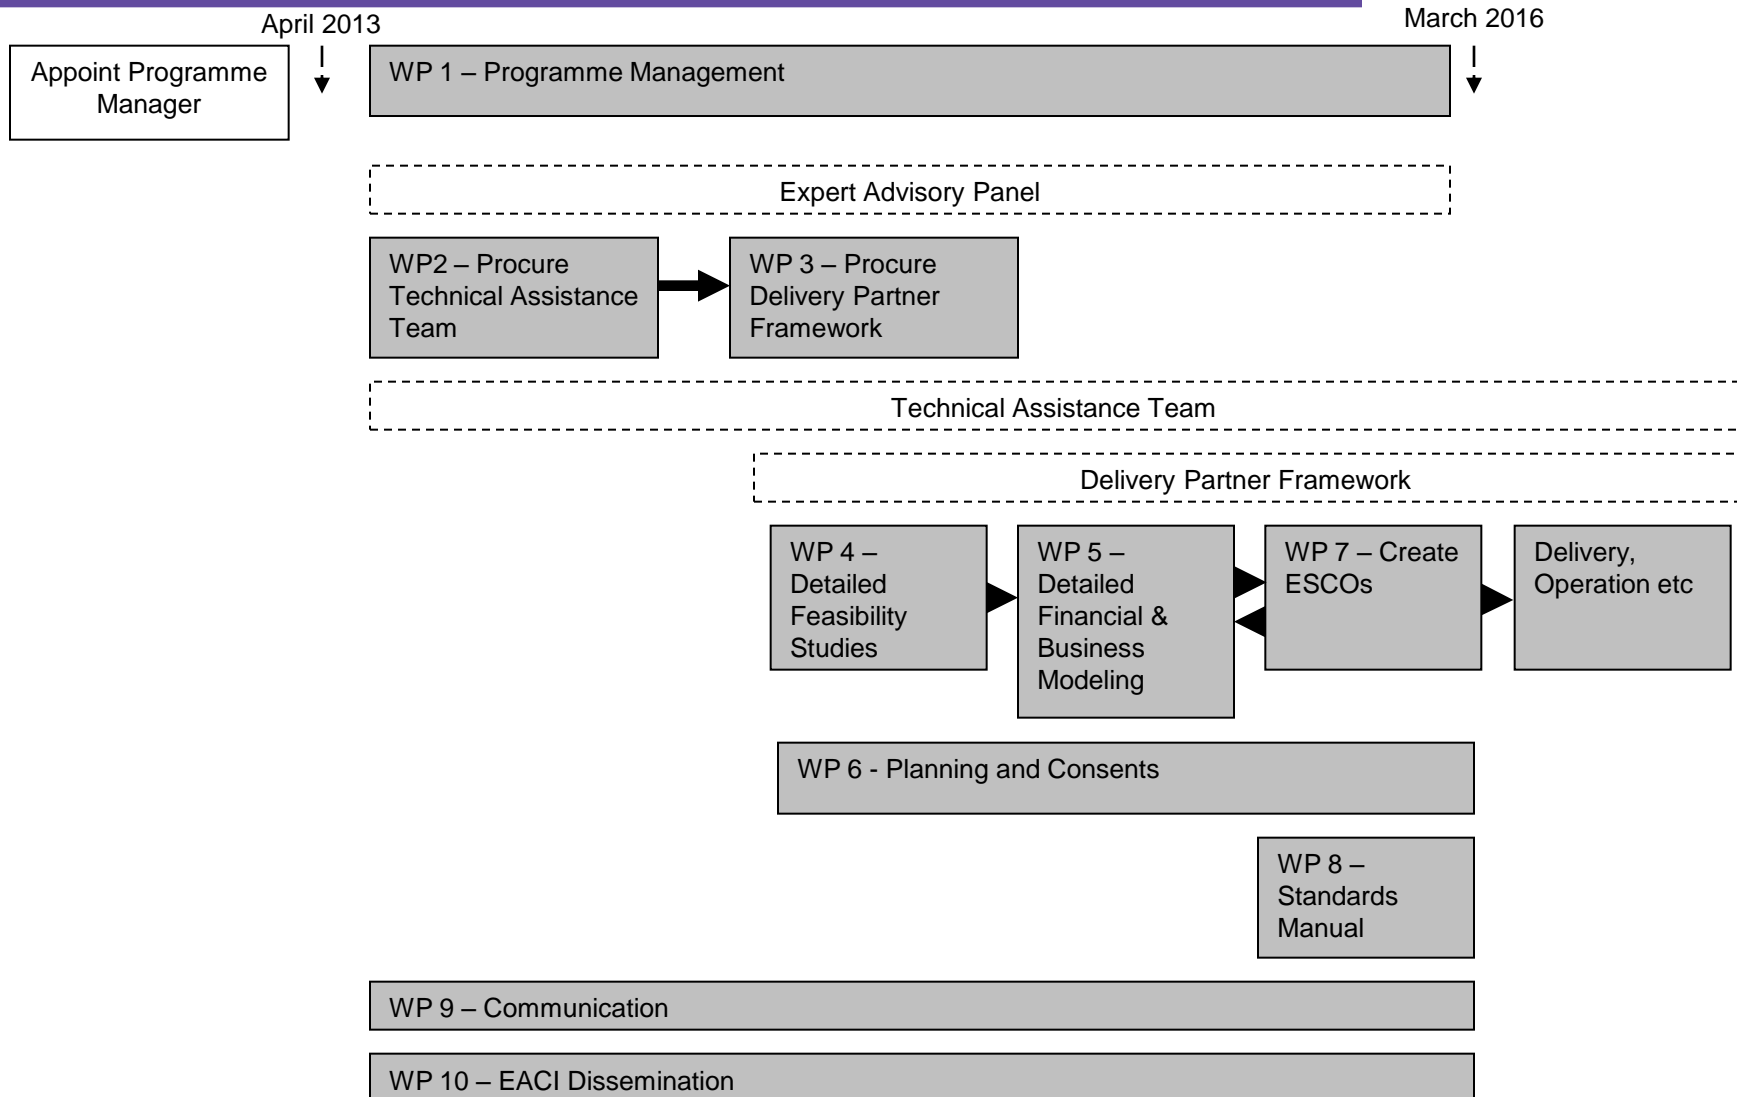 April 2013
March 2016
Appoint Programme
Manager
WP 1 – Programme Management
Expert Advisory Panel
WP2 – Procure
Technical Assistance
Team
WP 3 – Procure
Delivery Partner
Framework
Technical Assistance Team
Delivery Partner Framework
WP 4 –
Detailed
Feasibility
Studies
WP 5 –
Detailed
Financial &
Business
Modeling
WP 7 – Create
ESCOs
Delivery,
Operation etc
WP 6 - Planning and Consents
WP 8 –
Standards
Manual
WP 9 – Communication
WP 10 – EACI Dissemination